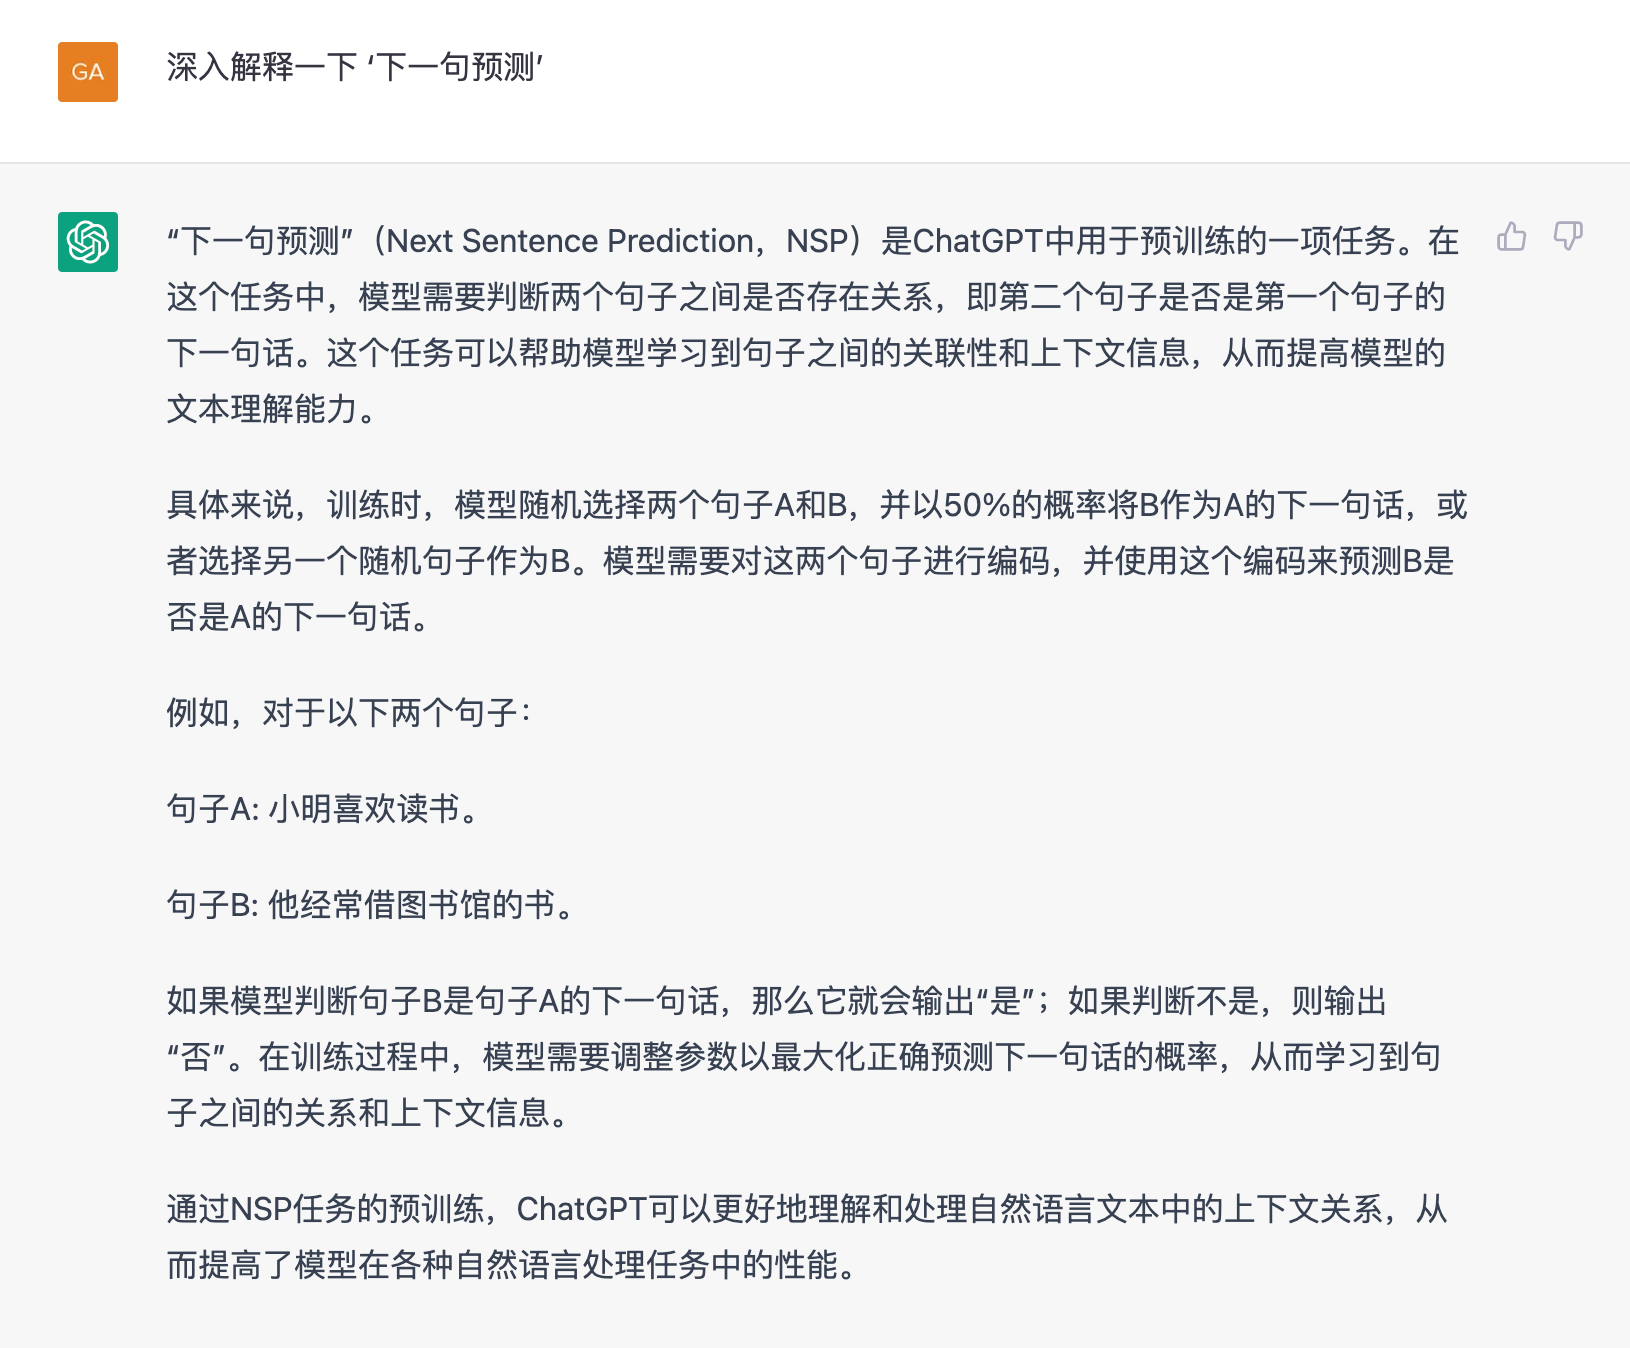 GA
深入解释一下 ‘下一句预测’
“下一句预测”（Next Sentence Prediction，NSP）是ChatGPT中用于预训练的一项任务。在
这个任务中，模型需要判断两个句子之间是否存在关系，即第二个句子是否是第一个句子的
下一句话。这个任务可以帮助模型学习到句子之间的关联性和上下文信息，从而提高模型的
文本理解能力。
具体来说，训练时，模型随机选择两个句子A和B，并以50%的概率将B作为A的下一句话，或
者选择另一个随机句子作为B。模型需要对这两个句子进行编码，并使用这个编码来预测B是
否是A的下一句话。
例如，对于以下两个句子：
句子A: 小明喜欢读书。
句子B: 他经常借图书馆的书。
如果模型判断句子B是句子A的下一句话，那么它就会输出“是”；如果判断不是，则输出
“否”。在训练过程中，模型需要调整参数以最大化正确预测下一句话的概率，从而学习到句
子之间的关系和上下文信息。
通过NSP任务的预训练，ChatGPT可以更好地理解和处理自然语言文本中的上下文关系，从
而提高了模型在各种自然语言处理任务中的性能。